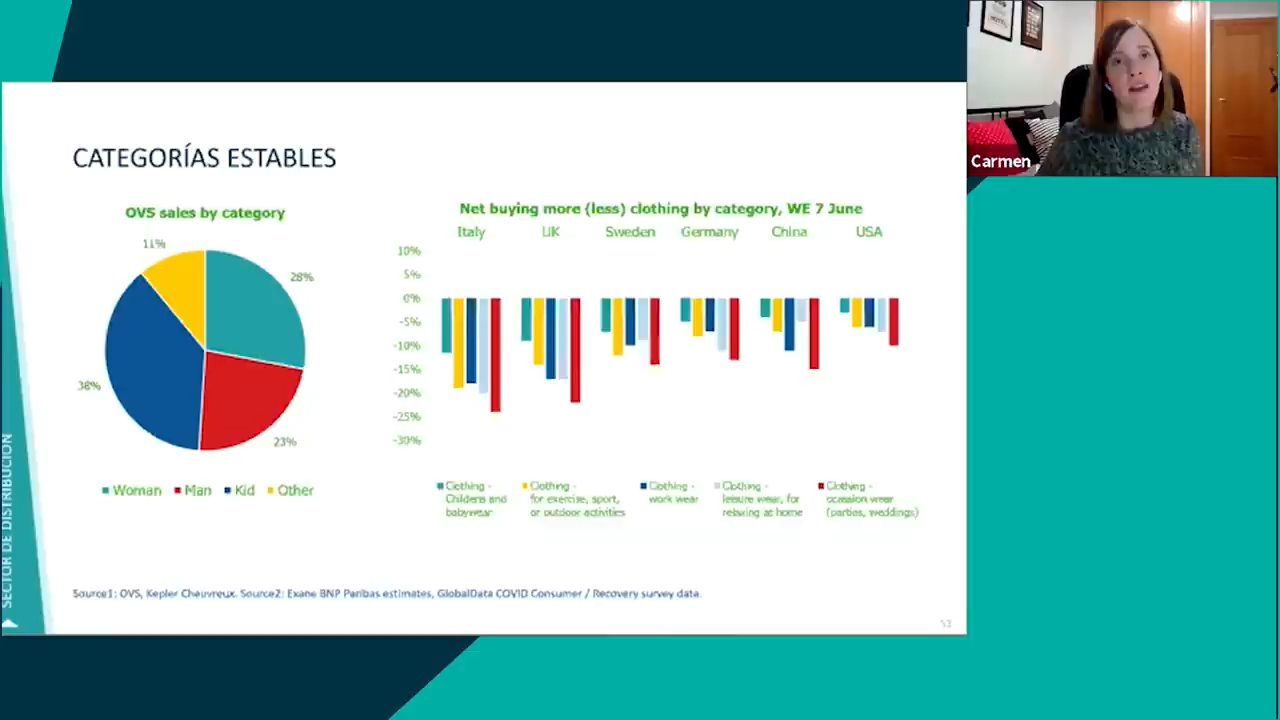 Carmen
CATEGORÍAS ESTABLES
OVS sales by category
11%
28%
38%
23%
Woman Man Kid Other
Net buying more (less) clothing by category, WE 7 June
Italy UK Sweden Germany China USA
10%
5%
0%
-5%
-10%
-15%
-20%
-25%
-30%
Clothing -
Childens and
babywear
Clothing -
for exercise, sport,
or outdoor activities
Clothing -
work wear
Clothing -
leisure wear, for
relaxing at home
Clothing -
ocassion wear
(parties, weddings)
SECTOR DE DISTRIBUCIÓN
Source1: OVS, Kepler Cheuvreux. Source2: Exane BNP Paribas estimates, GlobalData COVID Consumer / Recovery survey data.